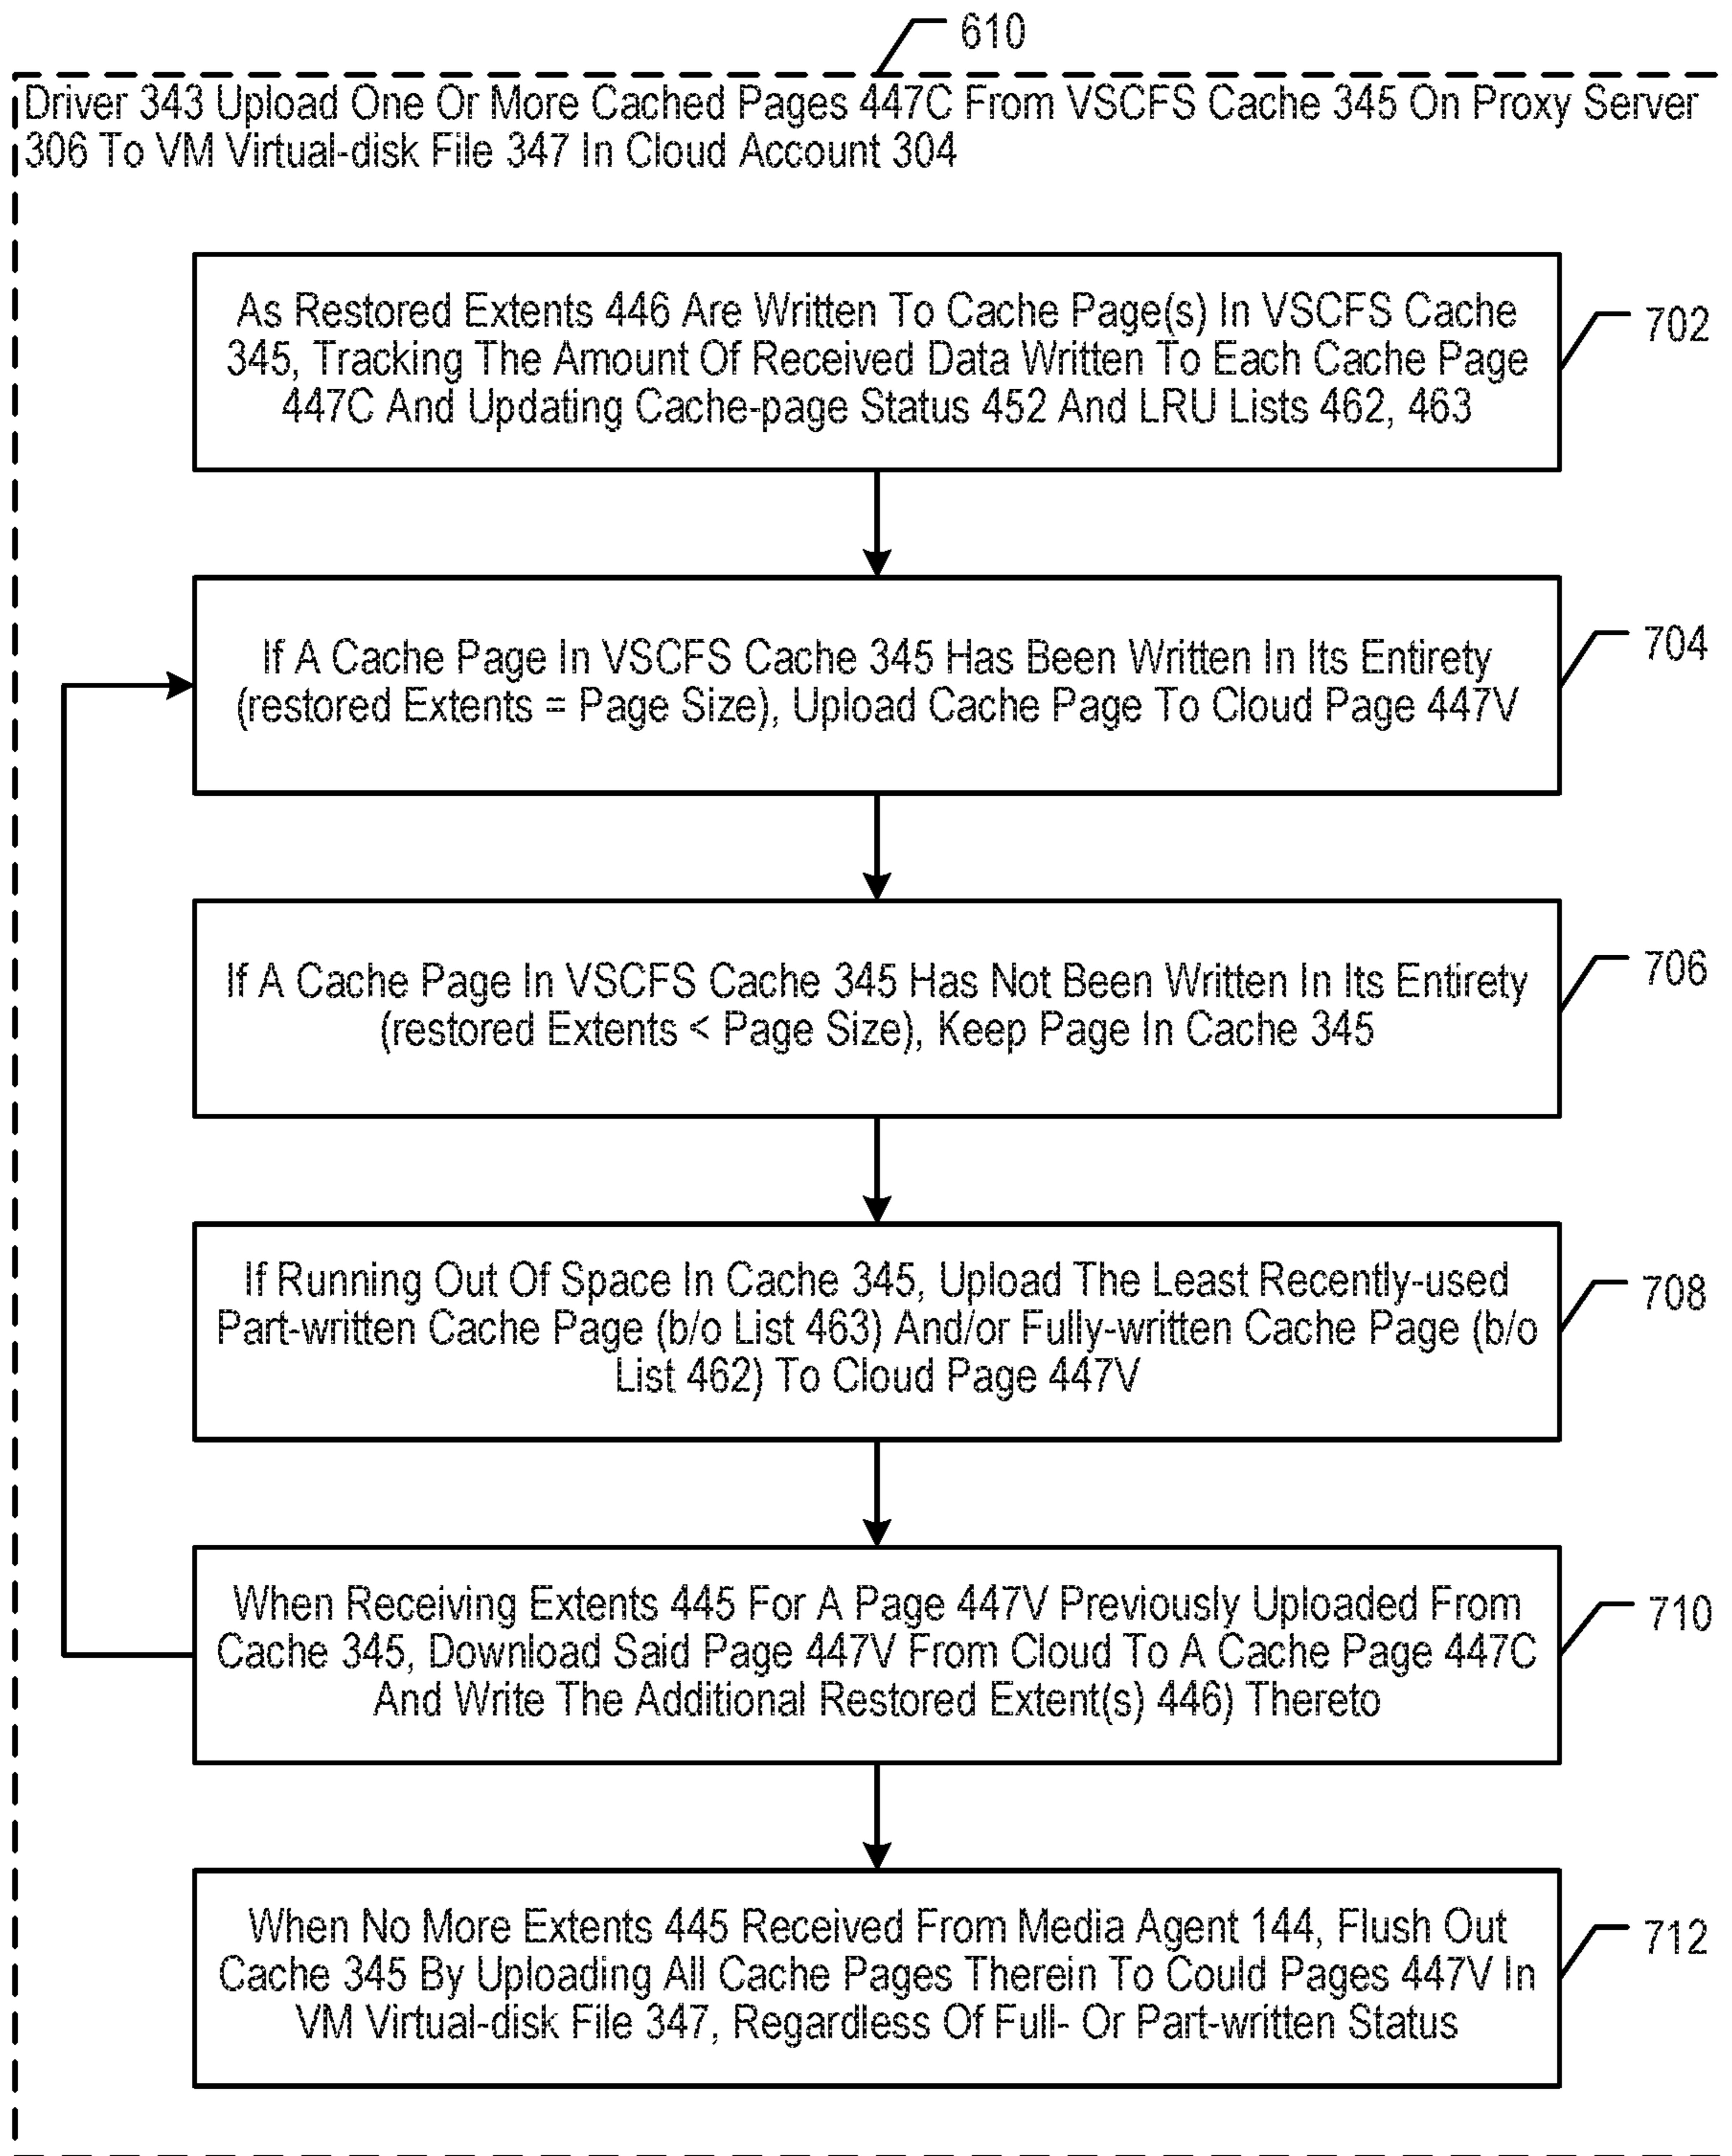 610
Driver 343 Upload One Or More Cached Pages 447C From VSCFS Cache 345 On Proxy Server
306 To VM Virtual-disk File 347 In Cloud Account 304
As Restored Extents 446 Are Written To Cache Page(s) In VSCFS Cache
345, Tracking The Amount Of Received Data Written To Each Cache Page
447C And Updating Cache-page Status 452 And LRU Lists 462, 463
702
If A Cache Page In VSCFS Cache 345 Has Been Written In Its Entirety
(restored Extents = Page Size), Upload Cache Page To Cloud Page 447V
704
If A Cache Page In VSCFS Cache 345 Has Not Been Written In Its Entirety
(restored Extents < Page Size), Keep Page In Cache 345
706
If Running Out Of Space In Cache 345, Upload The Least Recently-used
Part-written Cache Page (b/o List 463) And/or Fully-written Cache Page (b/o
List 462) To Cloud Page 447V
708
When Receiving Extents 445 For A Page 447V Previously Uploaded From
Cache 345, Download Said Page 447V From Cloud To A Cache Page 447C
And Write The Additional Restored Extent(s) 446) Thereto
710
When No More Extents 445 Received From Media Agent 144, Flush Out
Cache 345 By Uploading All Cache Pages Therein To Could Pages 447V In
VM Virtual-disk File 347, Regardless Of Full- Or Part-written Status
712